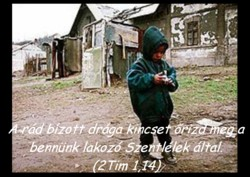 A rád bízott drága kincset őrizd meg a
bennünk lakozó Szentlélek által.
(2Tim 1,14)